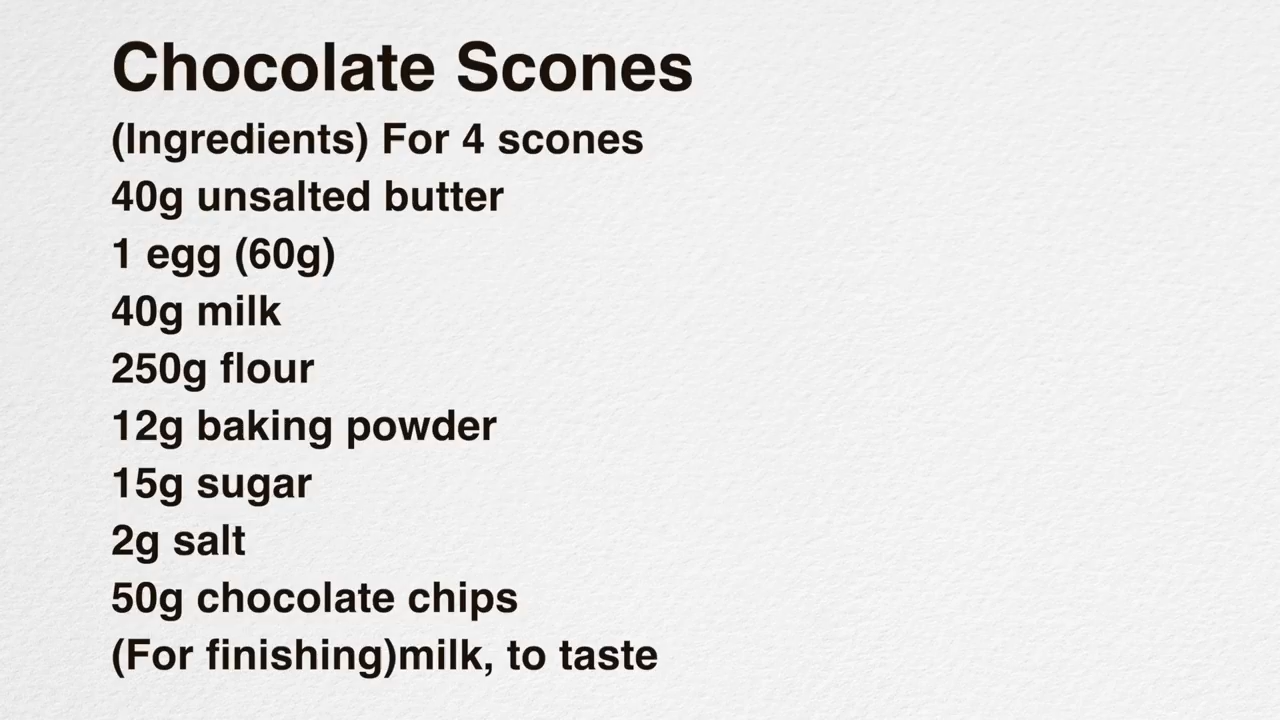 Chocolate Scones
(Ingredients) For 4 scones
40g unsalted butter
1 egg (60g)
40g milk
250g flour
12g baking powder
15g sugar
2g salt
50g chocolate chips
(For finishing)milk, to taste